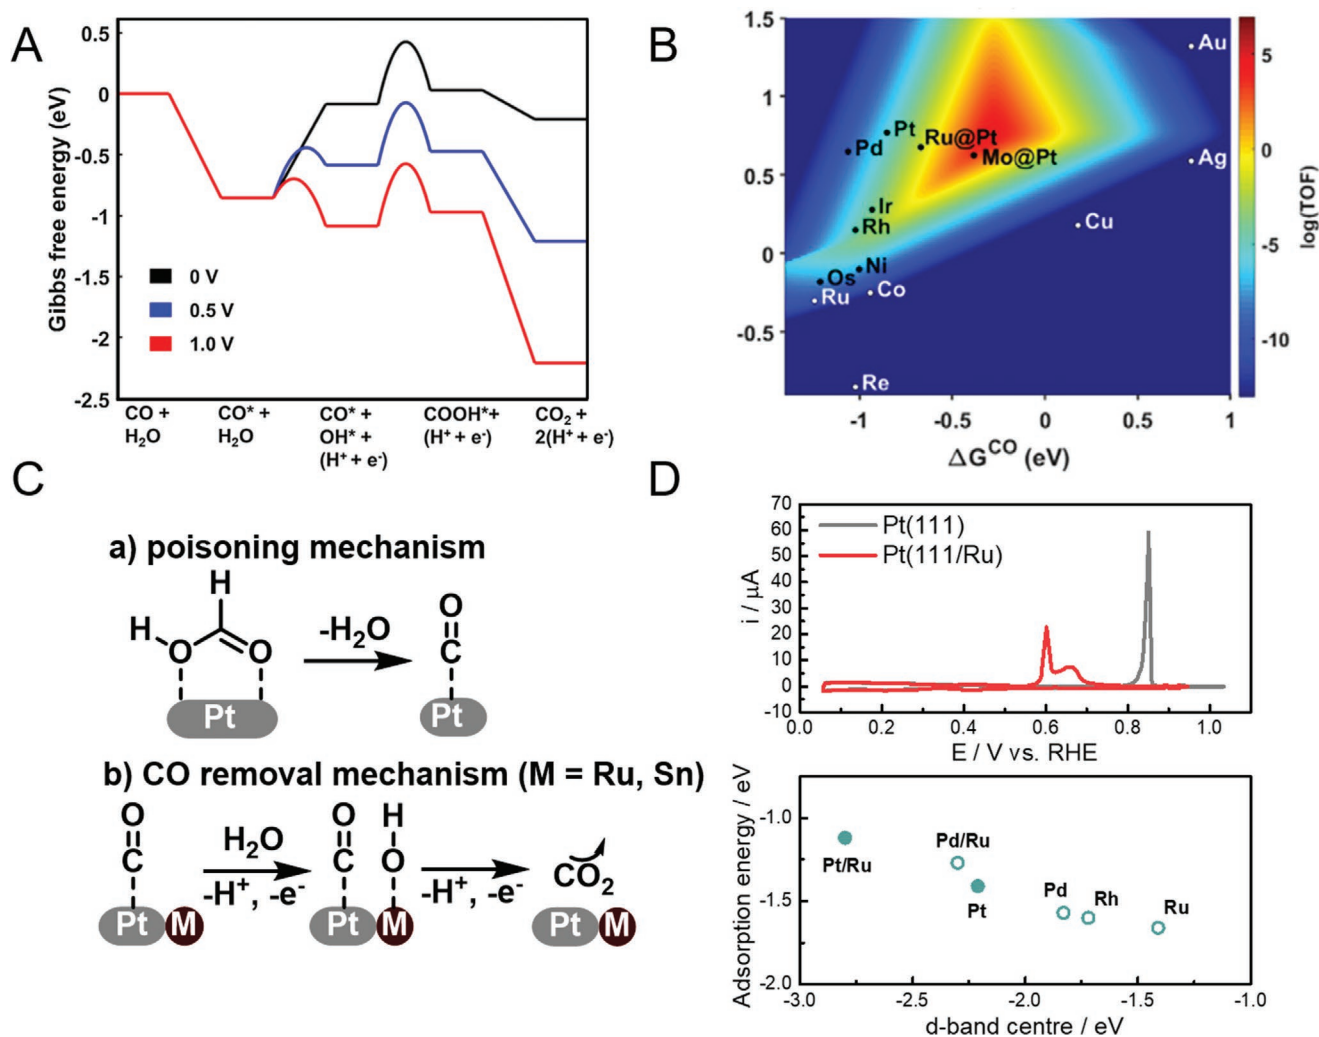 A
0.5
0
-0.5
-1
-1.5
-2
-2.5
Gibbs free energy (eV)
0 V
0.5 V
1.0 V
CO +
H₂O
CO* +
H₂O
CO* +
OH* +
(H⁺ + e⁻)
COOH*+
(H⁺ + e⁻)
CO₂ +
2(H⁺ + e⁻)
B
1.5
1
0.5
0
-0.5
Au
Pt
Ru@Pt
Pd
Mo@Pt
Ag
Ir
Rh
Cu
Ni
Os
Ru
Co
Re
-1
-0.5
0
0.5
1
ΔG^CO (eV)
5
0
-5
-10
log(TOF)
C
a) poisoning mechanism
H
H
O
O
Pt
-H₂O
O
C
Pt
b) CO removal mechanism (M = Ru, Sn)
O
C
Pt M
H₂O
-H⁺, -e⁻
O H
C O
Pt M
-H⁺, -e⁻
CO₂
Pt M
D
70
60
50
40
30
20
10
0
-10
i / μA
Pt(111)
Pt(111/Ru)
0.0 0.2 0.4 0.6 0.8 1.0
E / V vs. RHE
-1.0
-1.5
-2.0
Adsorption energy / eV
Pt/Ru
Pd/Ru
Pt
Pd
Rh
Ru
-3.0 -2.5 -2.0 -1.5 -1.0
d-band centre / eV